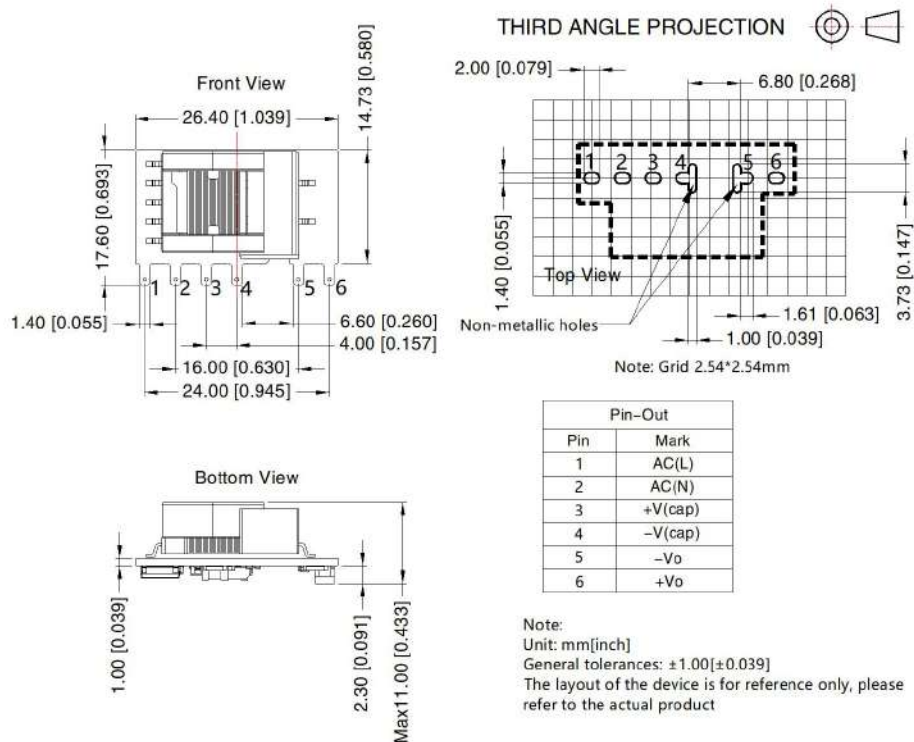 THIRD ANGLE PROJECTION
Front View
26.40 [1.039]
14.73 [0.580]
17.60 [0.693]
1 2 3 4 5 6
1.40 [0.055]
6.60 [0.260]
4.00 [0.157]
16.00 [0.630]
24.00 [0.945]
2.00 [0.079]
6.80 [0.268]
1 2 3 4 5 6
1.40 [0.055]
3.73 [0.147]
Top View
Non-metallic holes
1.61 [0.063]
1.00 [0.039]
Note: Grid 2.54*2.54mm
Bottom View
1.00 [0.039]
2.30 [0.091]
Max11.00 [0.433]
Pin-Out
Pin Mark
1 AC(L)
2 AC(N)
3 +V(cap)
4 -V(cap)
5 -Vo
6 +Vo
Note:
Unit: mm[inch]
General tolerances: ±1.00[±0.039]
The layout of the device is for reference only, please
refer to the actual product